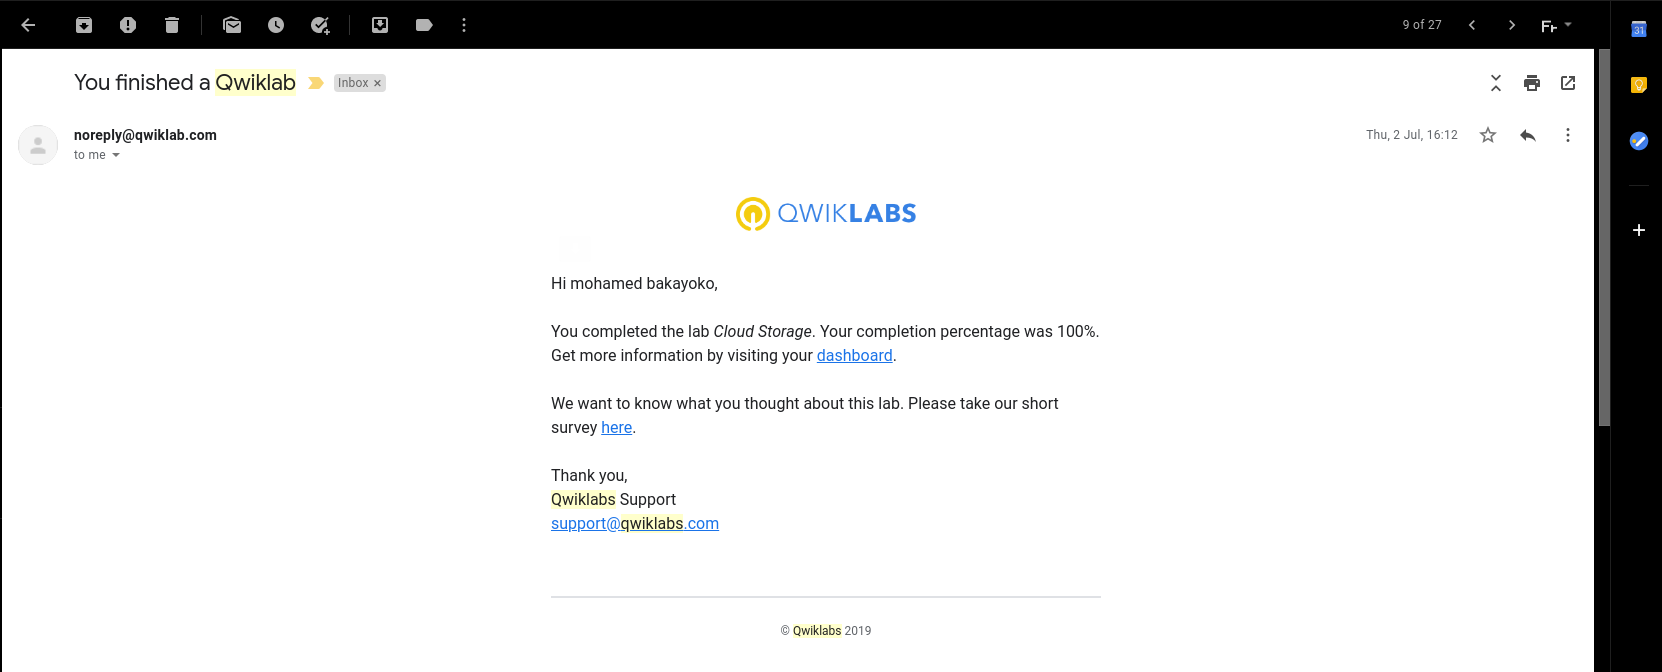 9 of 27
Fr
31
You finished a Qwiklab
Inbox ×
noreply@qwiklab.com
Thu, 2 Jul, 16:12
to me
QWIKLABS
Hi mohamed bakayoko,
You completed the lab Cloud Storage. Your completion percentage was 100%.
Get more information by visiting your dashboard.
We want to know what you thought about this lab. Please take our short
survey here.
Thank you,
Qwiklabs Support
support@qwiklabs.com
© Qwiklabs 2019